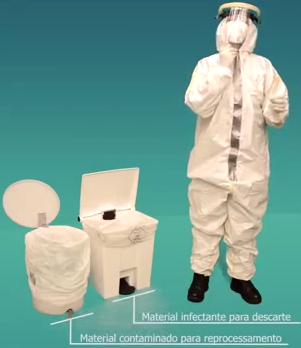 Material infectante para descarte
Material contaminado para reprocessamento